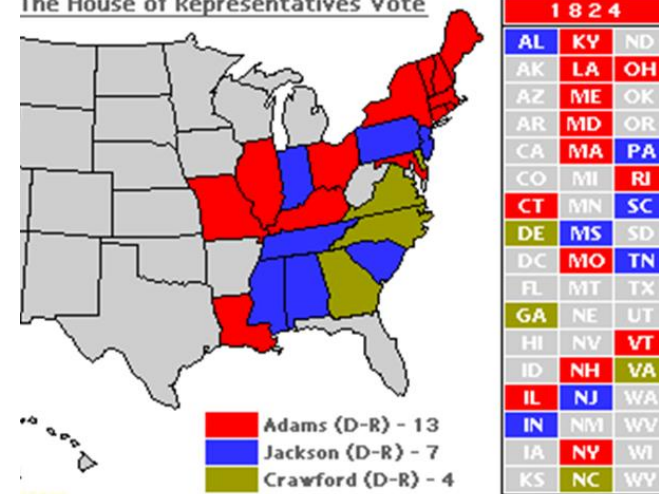 The House of Representatives Vote
1824
AL KY ND
AK LA OH
AZ ME OK
AR MD OR
CA MA PA
CO MI RI
CT MN SC
DE MS SD
DC MO TN
FL MT TX
GA NE UT
HI NV VT
ID NH VA
IL NJ WA
IN NM WV
IA NY WI
KS NC WY
Adams (D-R) - 13
Jackson (D-R) - 7
Crawford (D-R) - 4